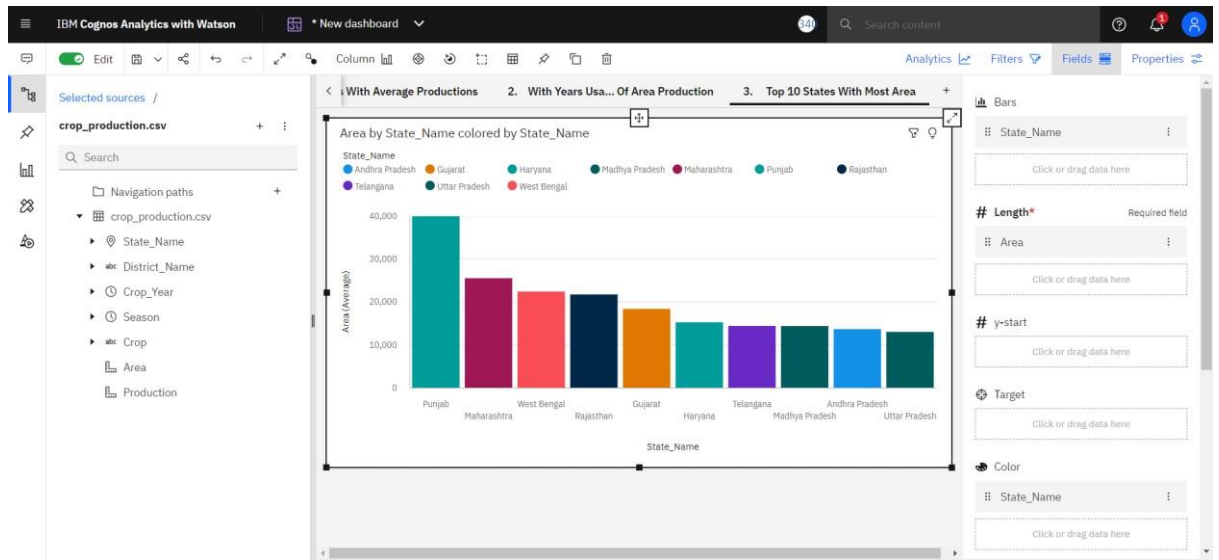 IBM Cognos Analytics with Watson
* New dashboard
Search content
1
Edit
Column
Analytics
Filters
Fields
Properties
Selected sources /
crop_production.csv
Search
Navigation paths
crop_production.csv
State_Name
abc District_Name
Crop_Year
Season
abc Crop
Area
Production
With Average Productions
2. With Years Usa... Of Area Production
3. Top 10 States With Most Area
Area by State_Name colored by State_Name
State_Name
Andhra Pradesh Gujarat Haryana Madhya Pradesh Maharashtra Punjab Rajasthan
Telangana Uttar Pradesh West Bengal
40,000
30,000
20,000
10,000
0
Area (Average)
Punjab West Bengal Gujarat Telangana Andhra Pradesh
Maharashtra Rajasthan Haryana Madhya Pradesh Uttar Pradesh
State_Name
Bars
State_Name
Click or drag data here
# Length* Required field
Area
Click or drag data here
# y-start
Click or drag data here
Target
Click or drag data here
Color
State_Name
Click or drag data here